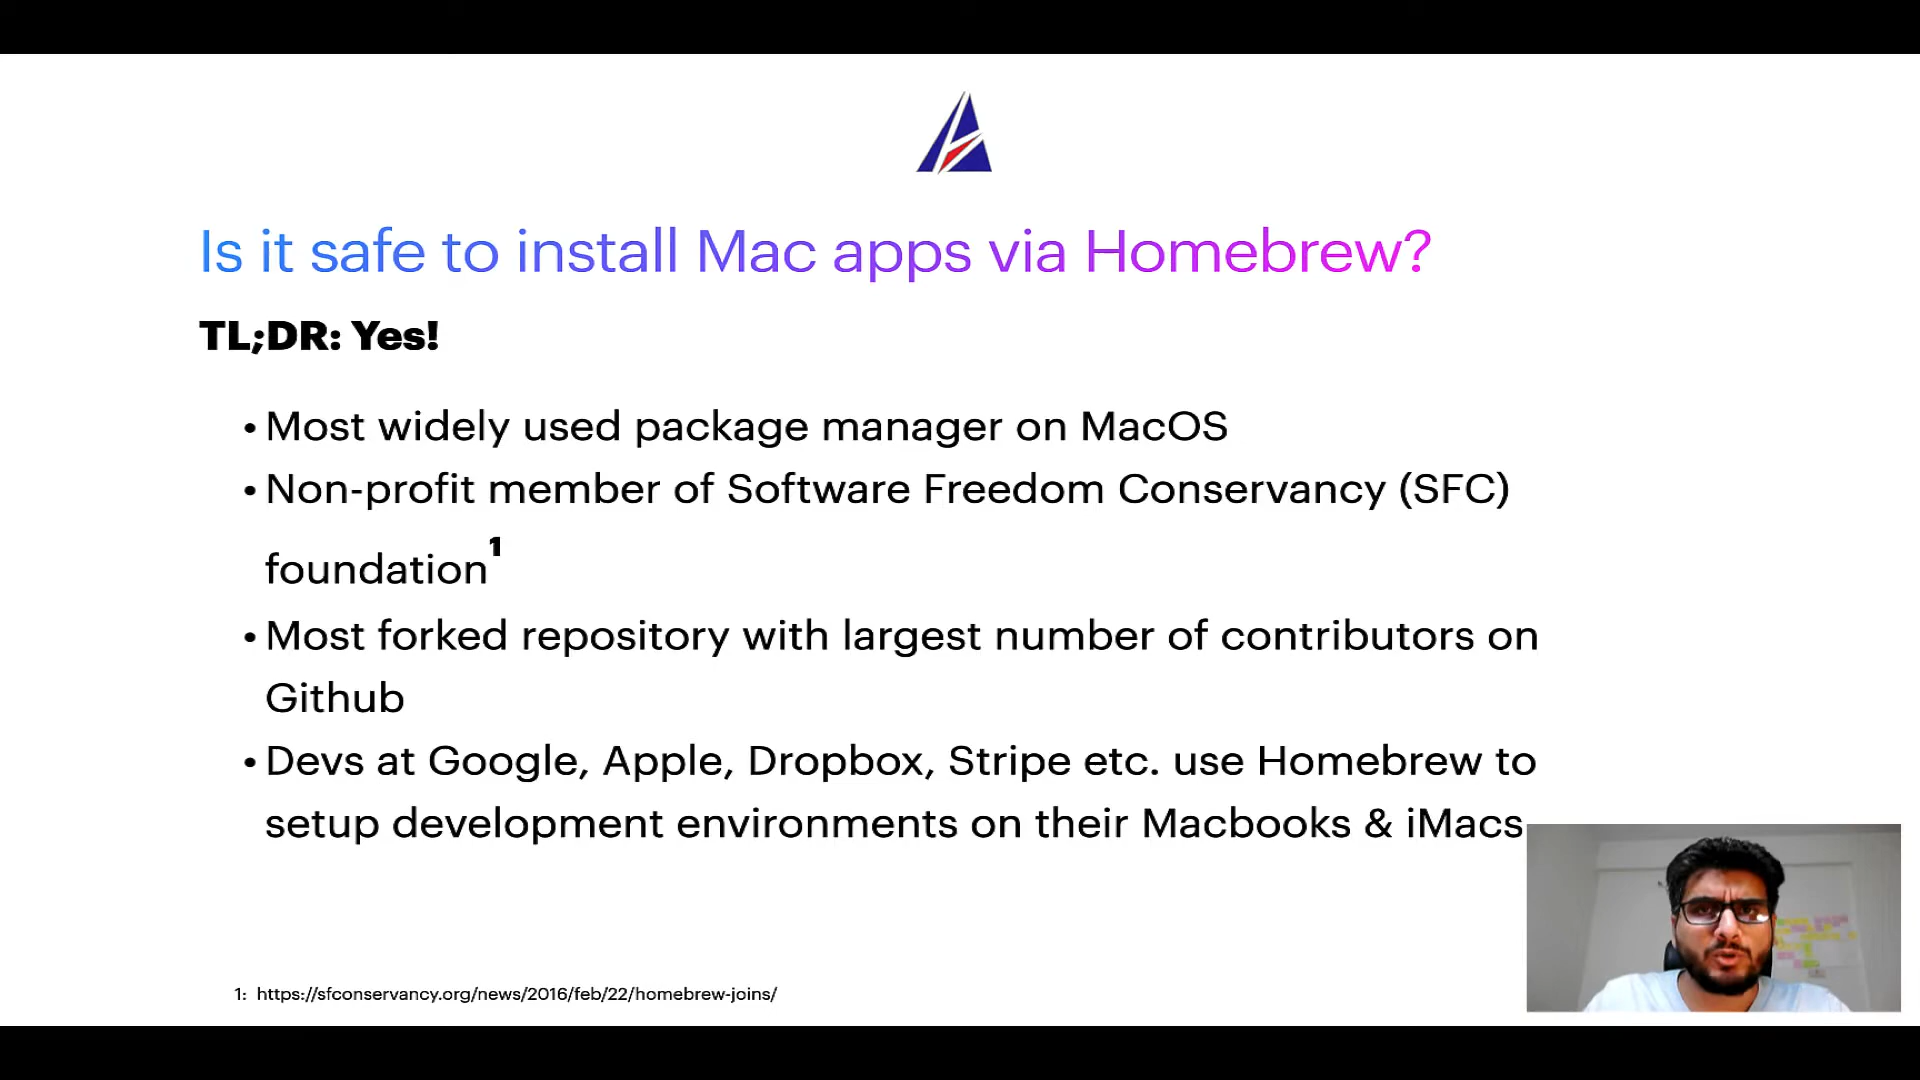 Is it safe to install Mac apps via Homebrew?
TL;DR: Yes!
• Most widely used package manager on MacOS
• Non-profit member of Software Freedom Conservancy (SFC)
foundation¹
• Most forked repository with largest number of contributors on
Github
• Devs at Google, Apple, Dropbox, Stripe etc. use Homebrew to
setup development environments on their Macbooks & iMacs
1: https://sfconservancy.org/news/2016/feb/22/homebrew-joins/